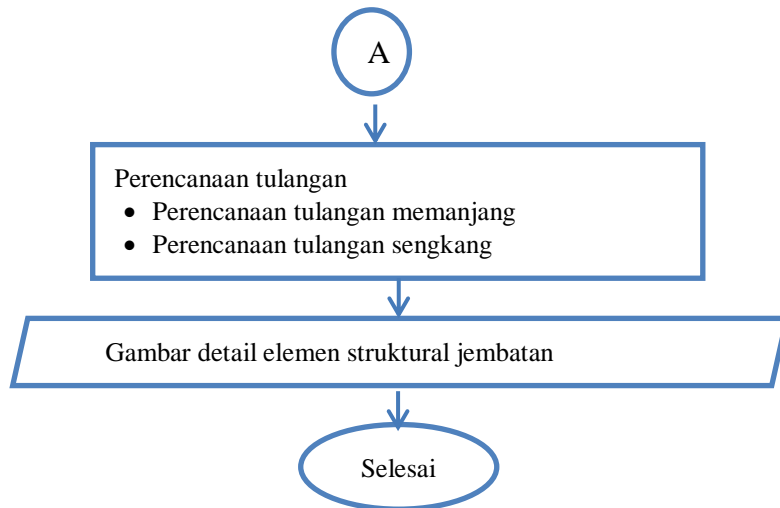 A
Perencanaan tulangan
• Perencanaan tulangan memanjang
• Perencanaan tulangan sengkang
Gambar detail elemen struktural jembatan
Selesai